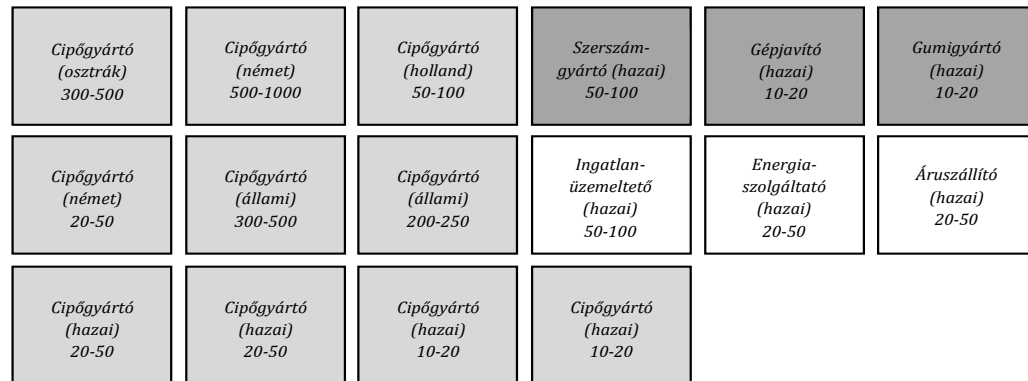 Cipőgyártó
(osztrák)
300-500
Cipőgyártó
(német)
500-1000
Cipőgyártó
(holland)
50-100
Szerszám-
gyártó (hazai)
50-100
Gépjavító
(hazai)
10-20
Gumigyártó
(hazai)
10-20
Cipőgyártó
(német)
20-50
Cipőgyártó
(állami)
300-500
Cipőgyártó
(állami)
200-250
Ingatlan-
üzemeltető
(hazai)
50-100
Energia-
szolgáltató
(hazai)
20-50
Áruszállító
(hazai)
20-50
Cipőgyártó
(hazai)
20-50
Cipőgyártó
(hazai)
20-50
Cipőgyártó
(hazai)
10-20
Cipőgyártó
(hazai)
10-20